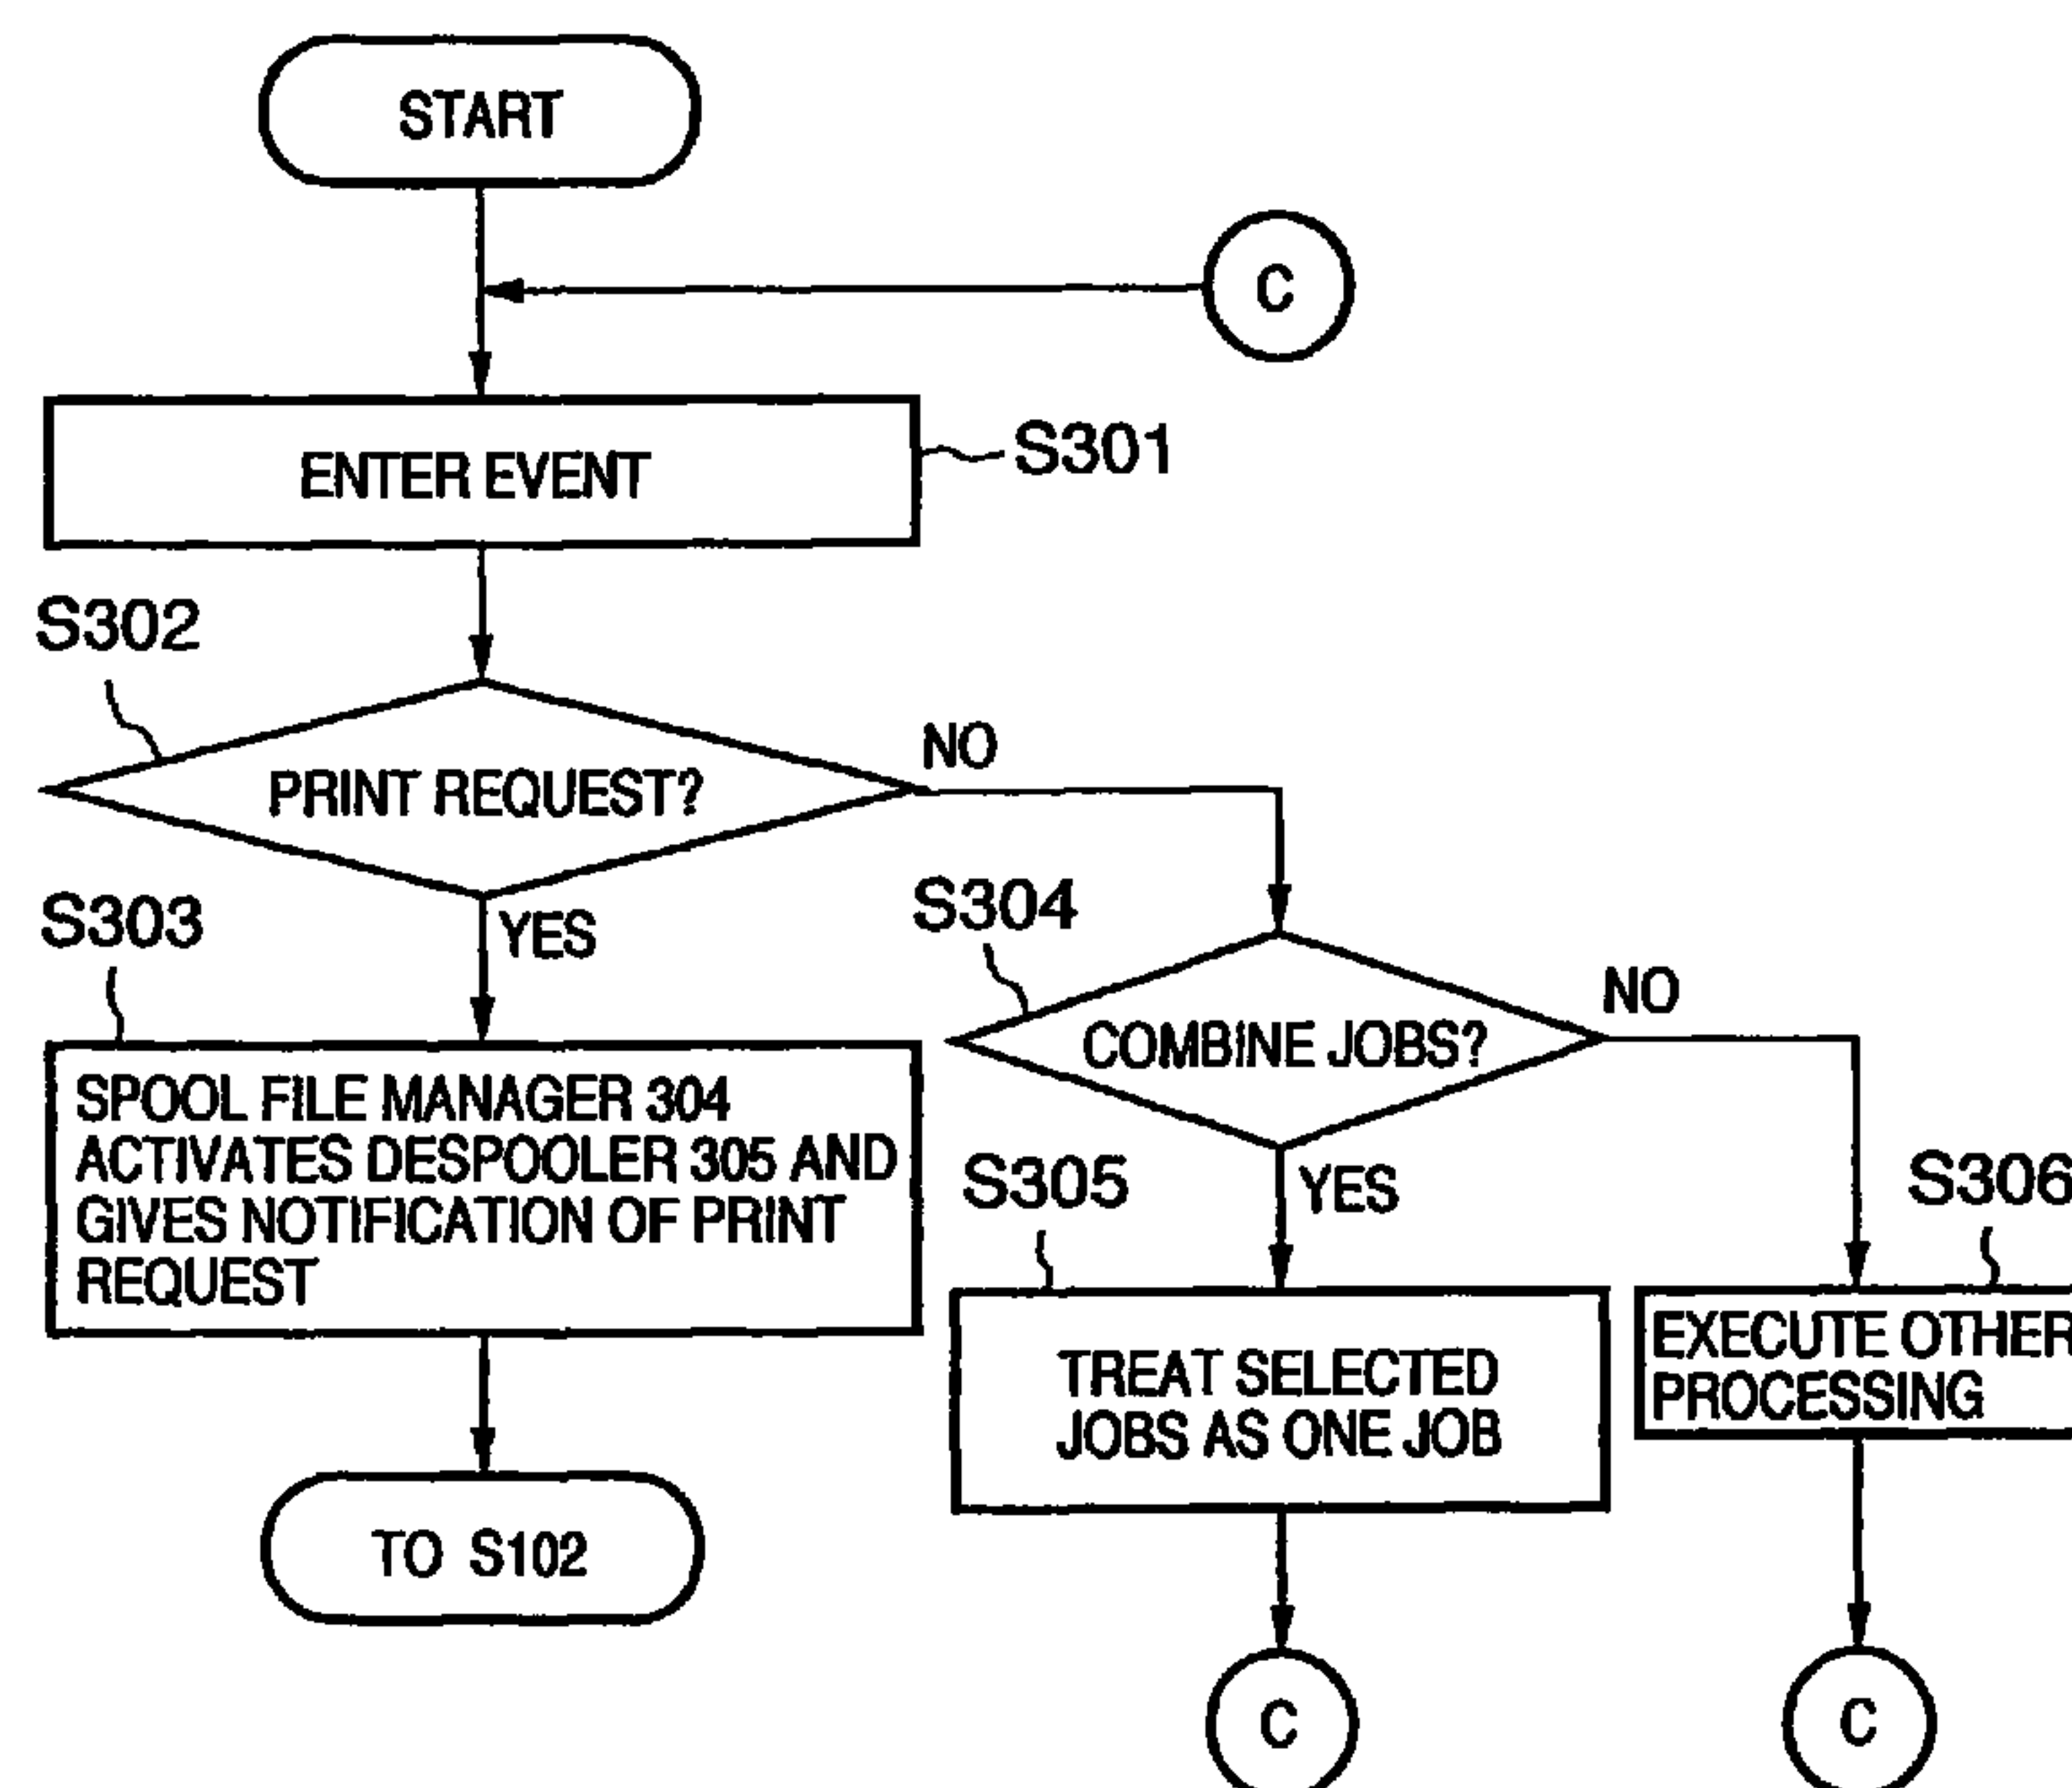 START
C
ENTER EVENT
S301
S302
PRINT REQUEST?
NO
YES
S303
SPOOL FILE MANAGER 304
ACTIVATES DESPOOLER 305 AND
GIVES NOTIFICATION OF PRINT
REQUEST
TO S102
S304
COMBINE JOBS?
NO
YES
S305
TREAT SELECTED
JOBS AS ONE JOB
S306
EXECUTE OTHER
PROCESSING
C
C